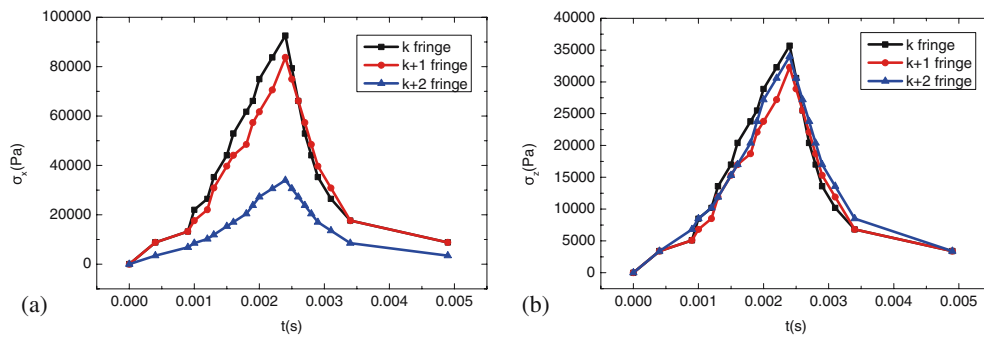 100000
80000
60000
40000
20000
0
σx(Pa)
k fringe
k+1 fringe
k+2 fringe
0.000 0.001 0.002 0.003 0.004 0.005
t(s)
(a)
40000
35000
30000
25000
20000
15000
10000
5000
0
σz(Pa)
k fringe
k+1 fringe
k+2 fringe
0.000 0.001 0.002 0.003 0.004 0.005
t(s)
(b)